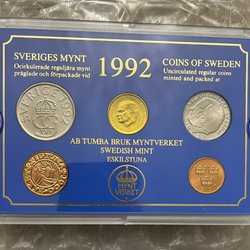 SVERIGES MYNT
Ocirkulerade reguljära mynt
präglade och förpackade vid
1992
COINS OF SWEDEN
Uncirculated regular coins
minted and packed at
AB TUMBA BRUK MYNTVERKET
SWEDISH MINT
ESKILSTUNA
MYNT
VERKET